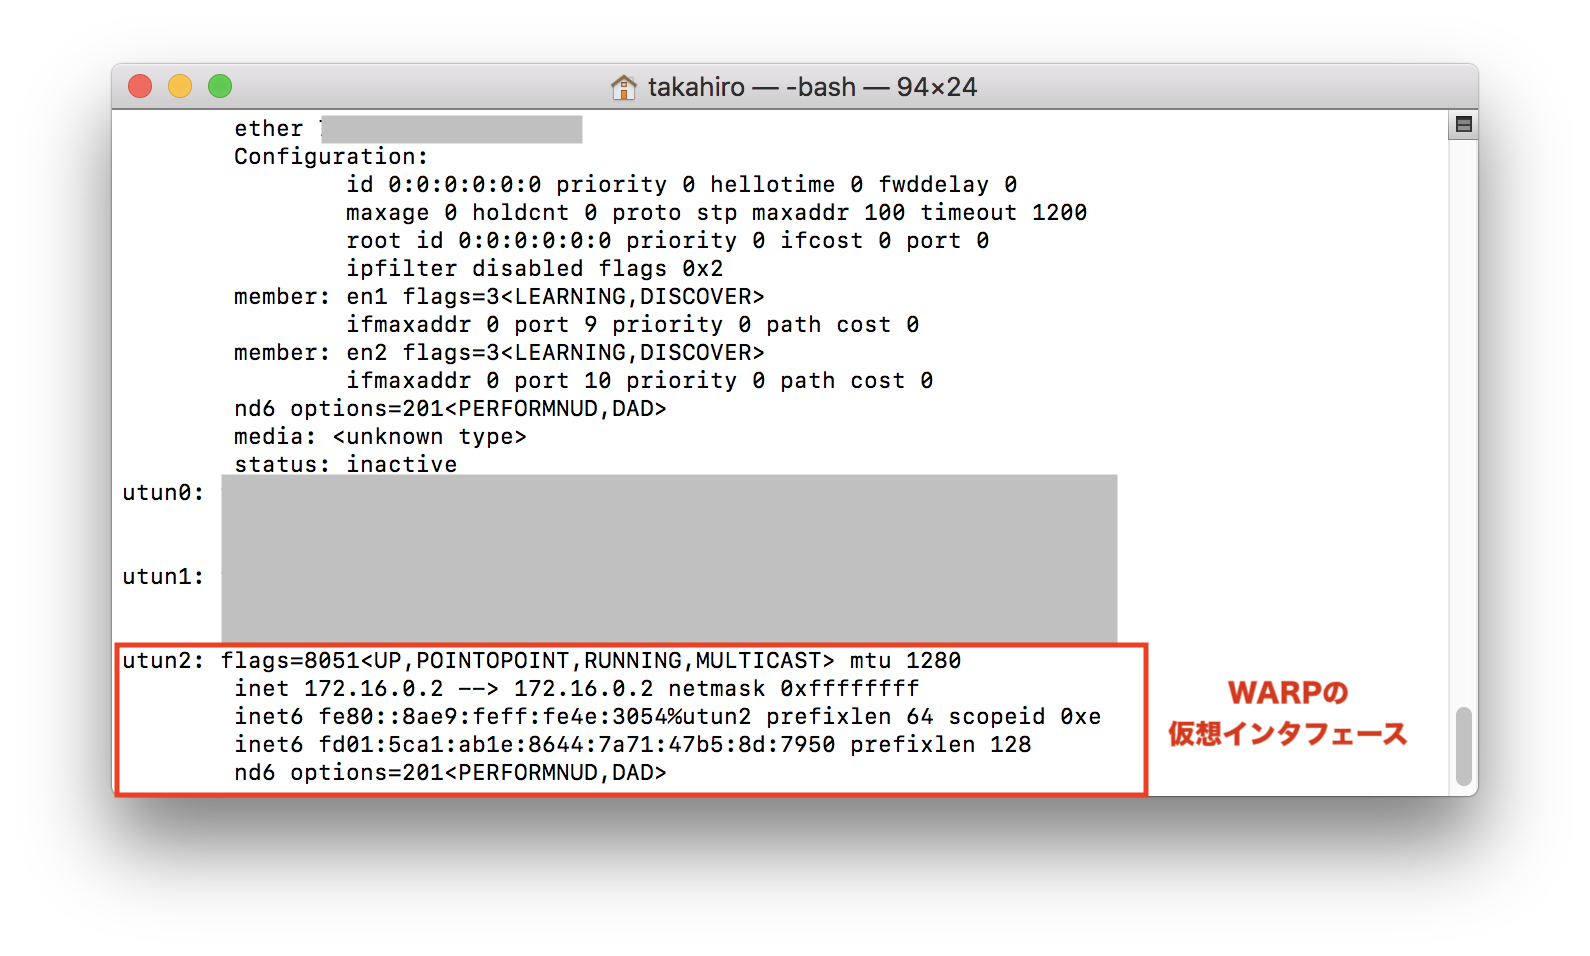 takahiro — -bash — 94×24
ether
Configuration:
id 0:0:0:0:0:0 priority 0 hellotime 0 fwddelay 0
maxage 0 holdcnt 0 proto stp maxaddr 100 timeout 1200
root id 0:0:0:0:0:0 priority 0 ifcost 0 port 0
ipfilter disabled flags 0x2
member: en1 flags=3<LEARNING,DISCOVER>
ifmaxaddr 0 port 9 priority 0 path cost 0
member: en2 flags=3<LEARNING,DISCOVER>
ifmaxaddr 0 port 10 priority 0 path cost 0
nd6 options=201<PERFORMNUD,DAD>
media: <unknown type>
status: inactive
utun0:
utun1:
utun2: flags=8051<UP,POINTOPOINT,RUNNING,MULTICAST> mtu 1280
inet 172.16.0.2 --> 172.16.0.2 netmask 0xffffffff
inet6 fe80::8ae9:feff:fe4e:3054%utun2 prefixlen 64 scopeid 0xe
inet6 fd01:5ca1:ab1e:8644:7a71:47b5:8d:7950 prefixlen 128
nd6 options=201<PERFORMNUD,DAD>
WARPの
仮想インタフェース